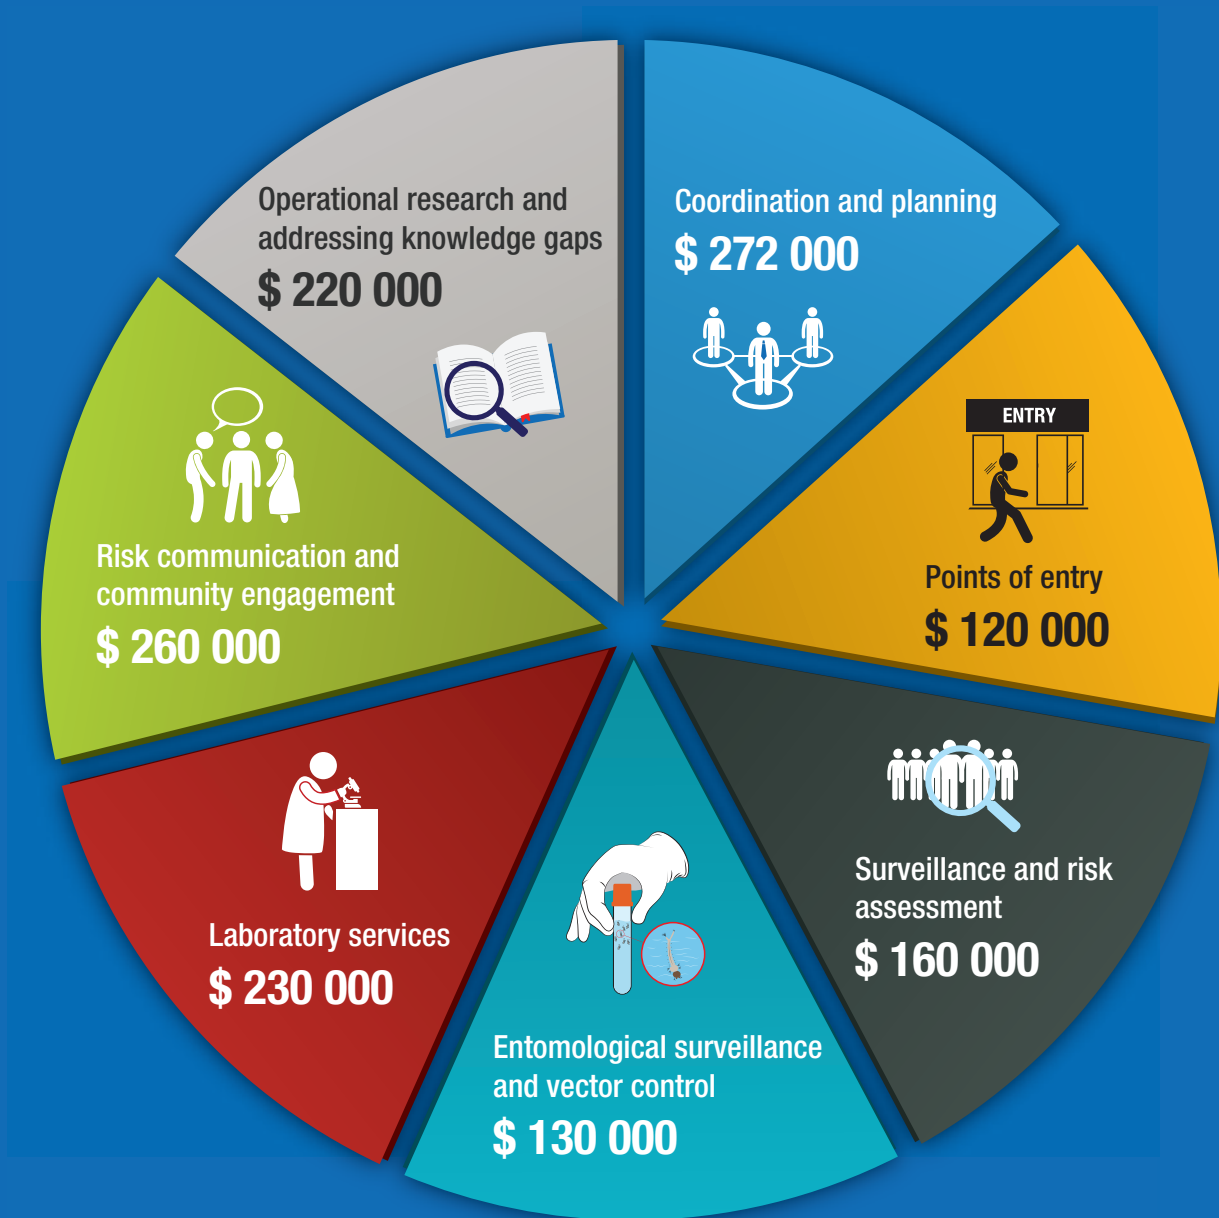 Operational research and
addressing knowledge gaps
$ 220 000
Coordination and planning
$ 272 000
ENTRY
Points of entry
$ 120 000
Risk communication and
community engagement
$ 260 000
Surveillance and risk
assessment
$ 160 000
Laboratory services
$ 230 000
Entomological surveillance
and vector control
$ 130 000